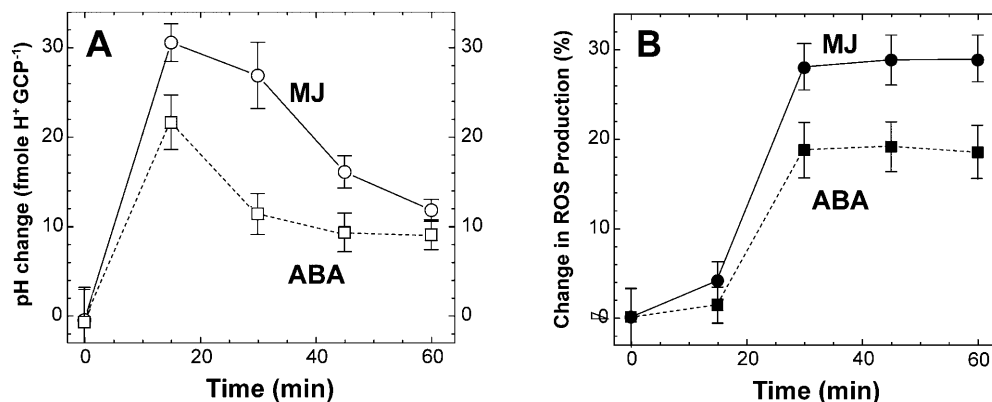 A
MJ
ABA
pH change (fmole H⁺ GCP⁻¹)
30
20
10
0
30
20
10
0
0 20 40 60
Time (min)
B
MJ
ABA
Change in ROS Production (%)
30
20
10
0
0 20 40 60
Time (min)